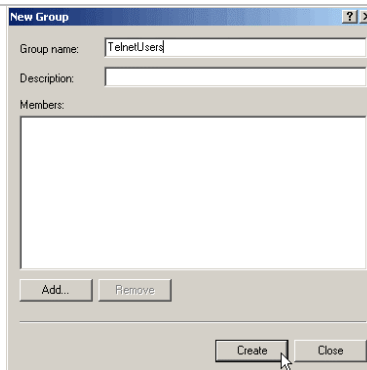 New Group
Group name: TelnetUsers
Description:
Members:
Add... Remove
Create Close